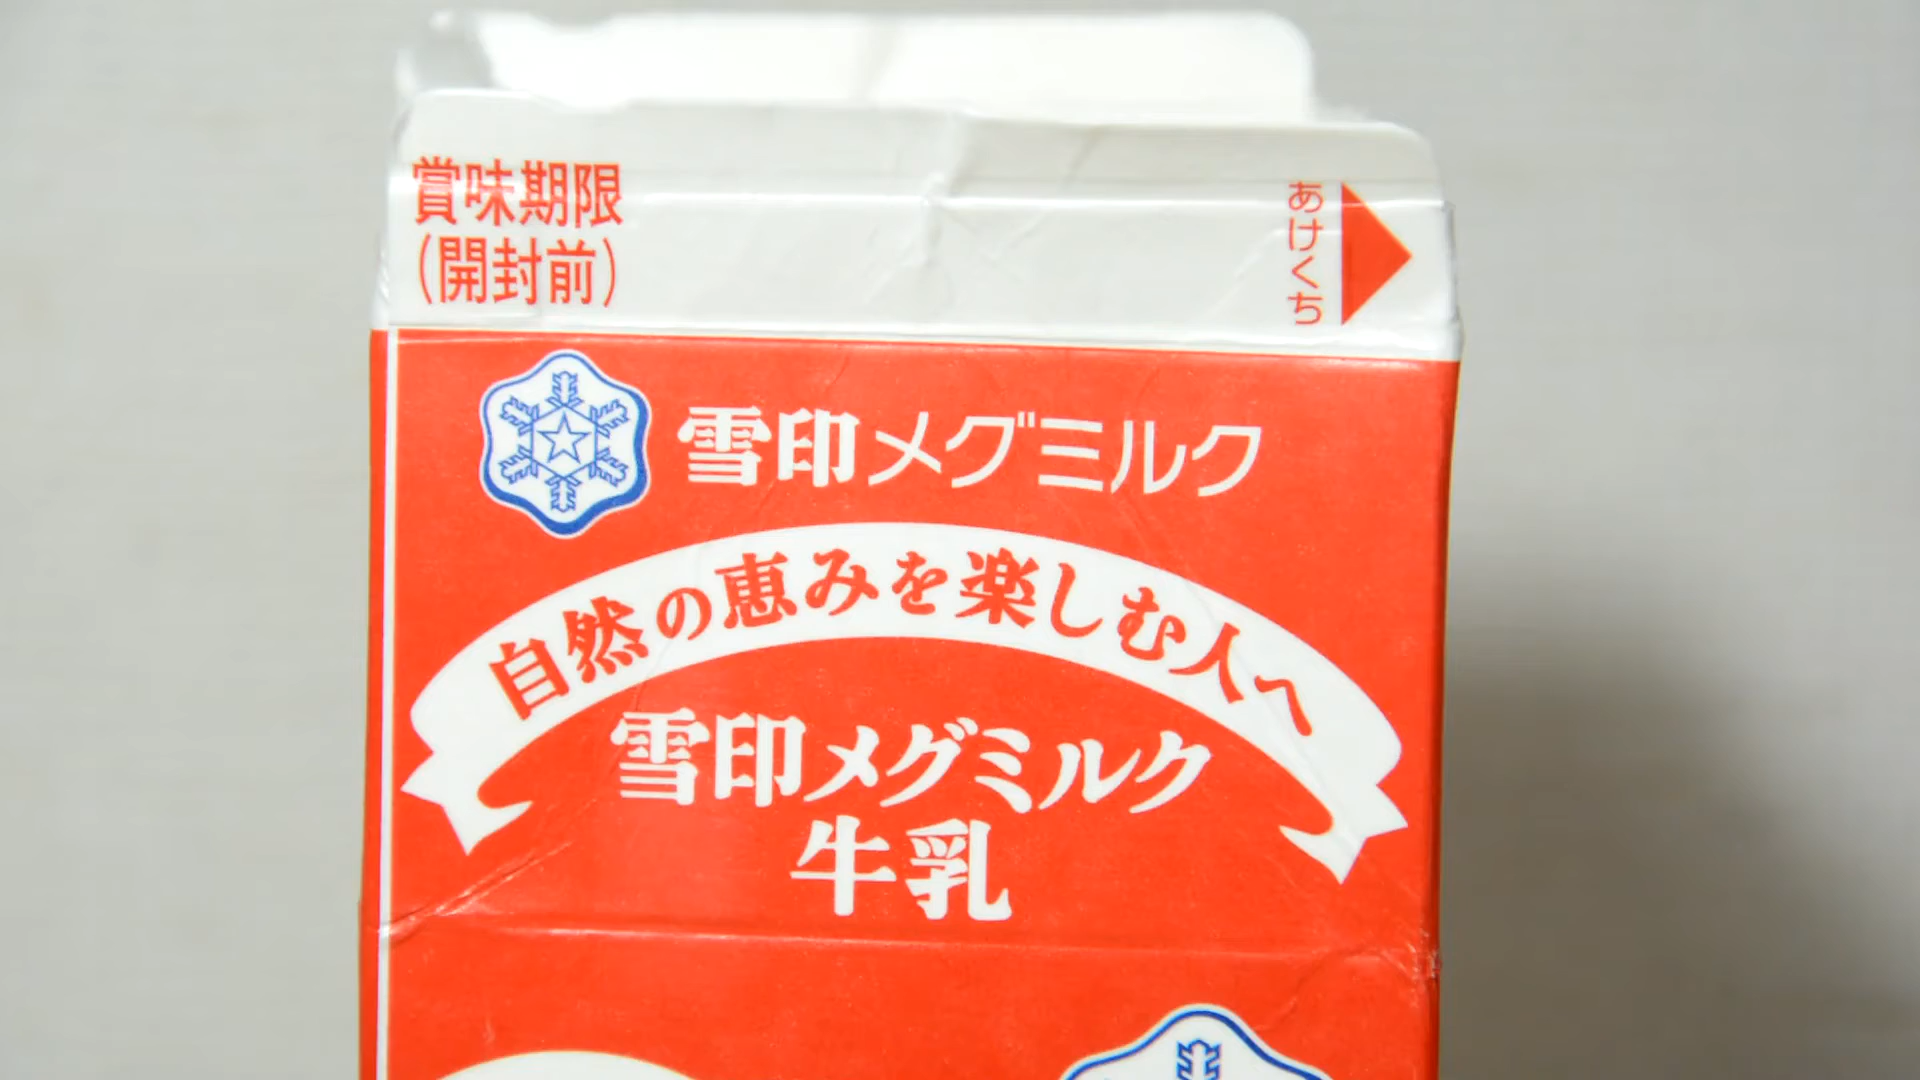 賞味期限
(開封前)
あけくち
雪印メグミルク
自然の恵みを楽しむ人へ
雪印メグミルク
牛乳